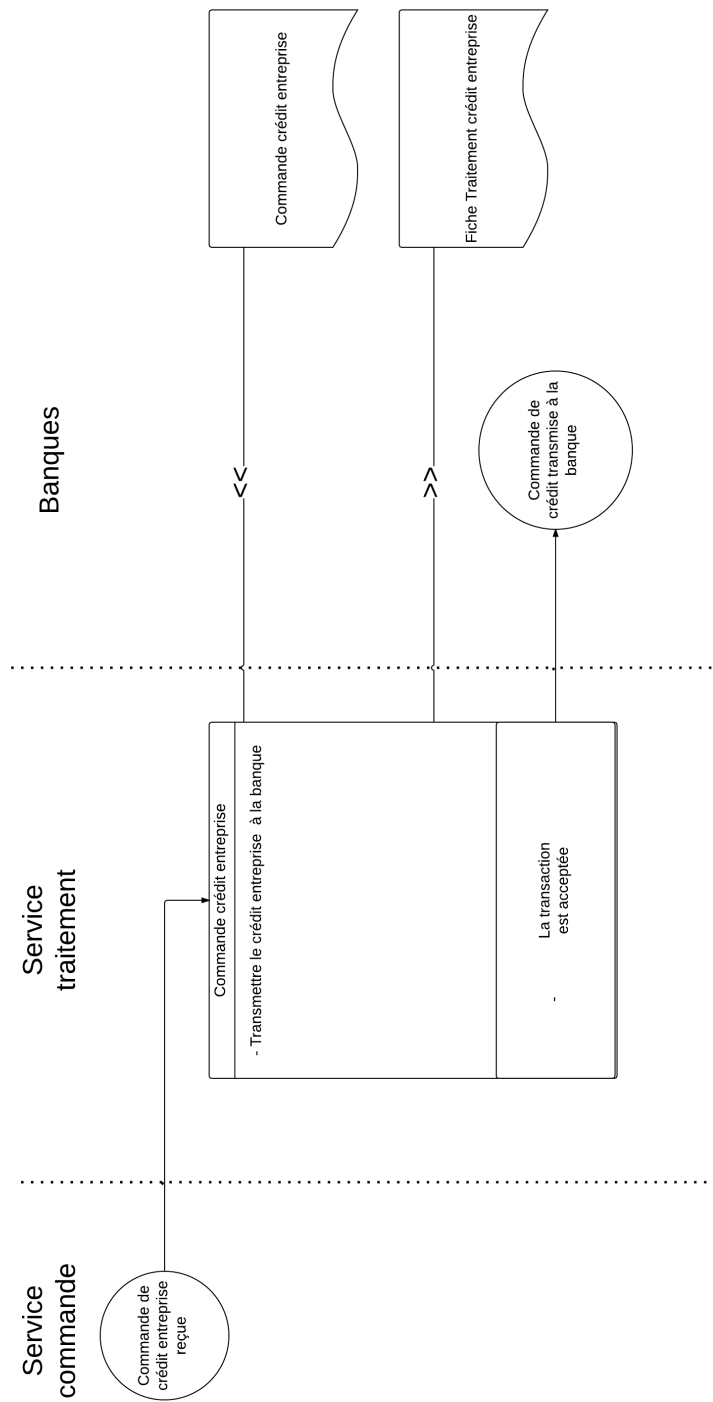 Service
commande
Service
traitement
Banques
Commande de
crédit entreprise
reçue
Commande crédit entreprise
- Transmettre le crédit entreprise  à la banque
<<
Commande crédit entreprise
>>
Fiche Traitement crédit entreprise
-
La transaction
est acceptée
Commande de
crédit transmise à la
banque